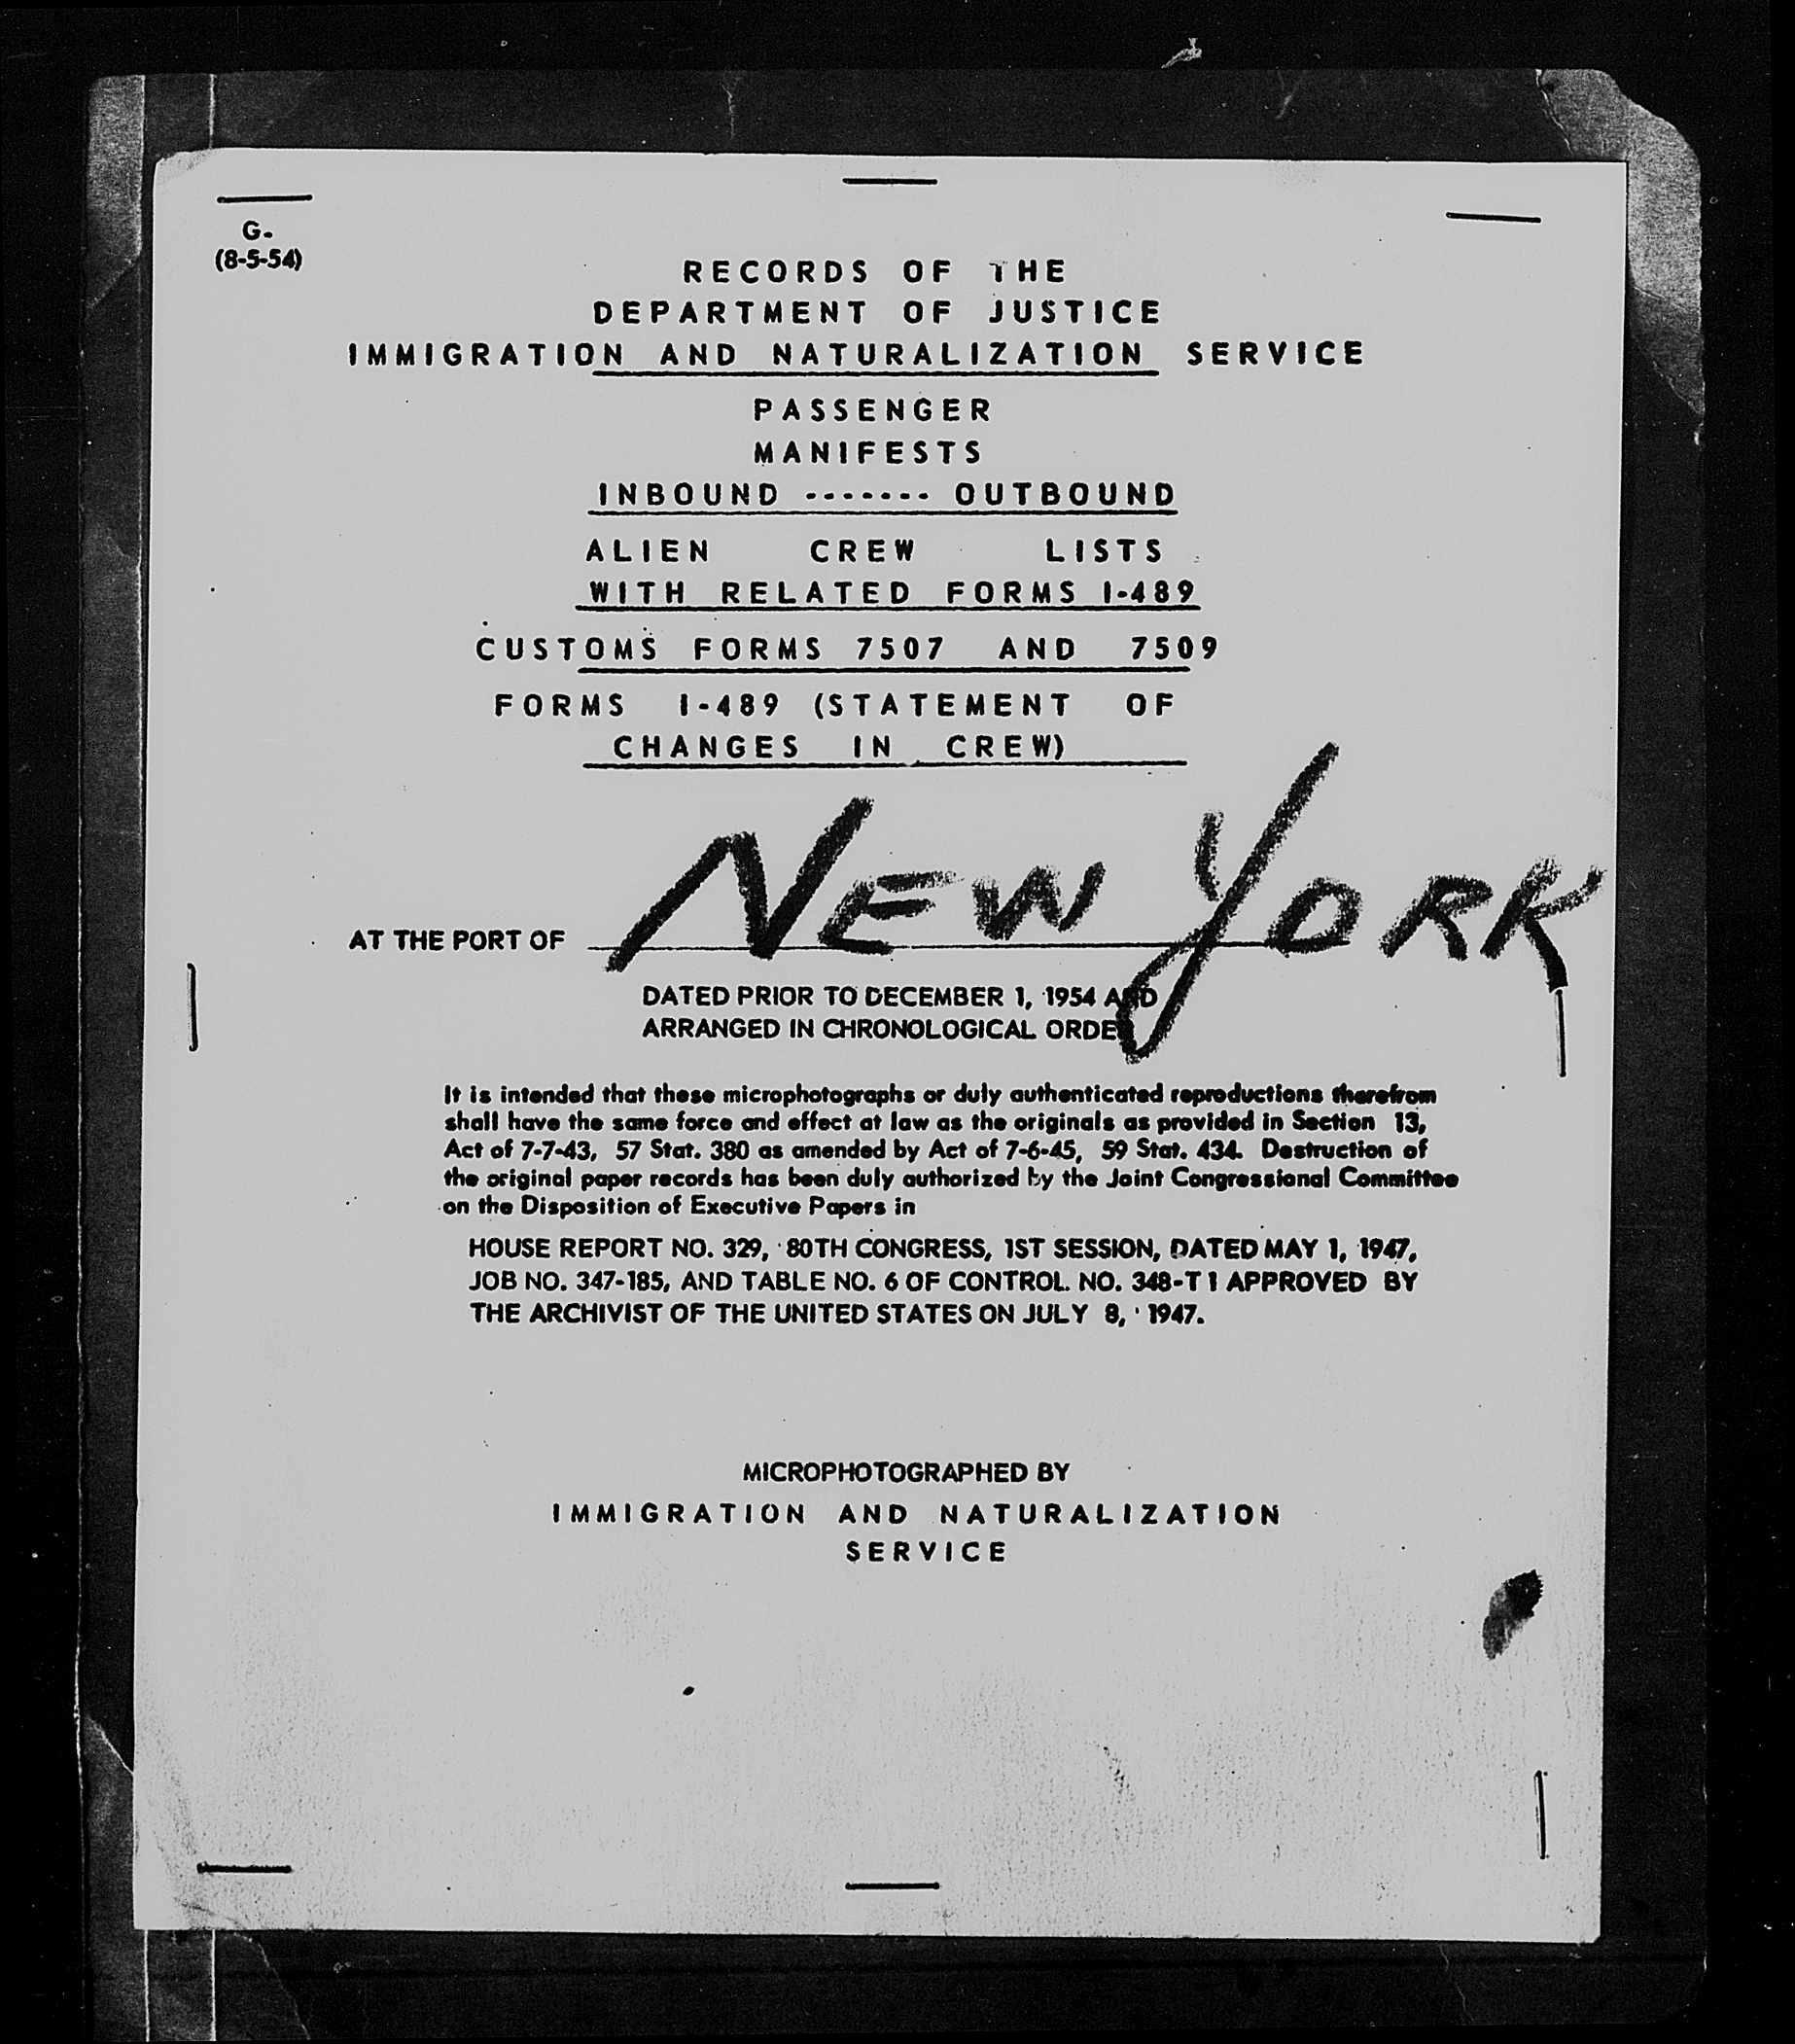 G.
(8-5-54)
RECORDS OF THE
DEPARTMENT OF JUSTICE
IMMIGRATION AND NATURALIZATION SERVICE
PASSENGER
MANIFESTS
INBOUND ------- OUTBOUND
ALIEN CREW LISTS
WITH RELATED FORMS I-489
CUSTOMS FORMS 7507 AND 7509
FORMS I-489 (STATEMENT OF
CHANGES IN CREW)
AT THE PORT OF NEW YORK
DATED PRIOR TO DECEMBER 1, 1954 AND
ARRANGED IN CHRONOLOGICAL ORDER
It is intended that these microphotographs or duly authenticated reproductions therefrom
shall have the same force and effect at law as the originals as provided in Section 13,
Act of 7-7-43, 57 Stat. 380 as amended by Act of 7-6-45, 59 Stat. 434. Destruction of
the original paper records has been duly authorized by the Joint Congressional Committee
on the Disposition of Executive Papers in
HOUSE REPORT NO. 329, 80TH CONGRESS, 1ST SESSION, DATED MAY 1, 1947,
JOB NO. 347-185, AND TABLE NO. 6 OF CONTROL NO. 348-T1 APPROVED BY
THE ARCHIVIST OF THE UNITED STATES ON JULY 8, 1947.
MICROPHOTOGRAPHED BY
IMMIGRATION AND NATURALIZATION
SERVICE